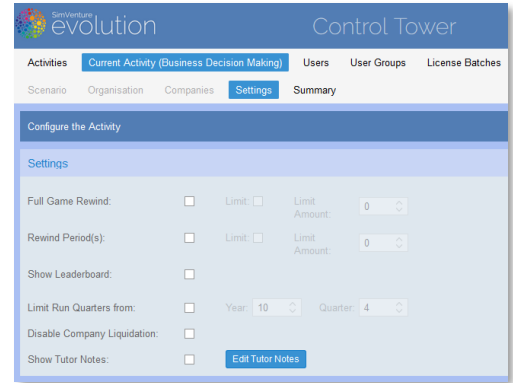 SimVenture
evolution
Control Tower
Activities Current Activity (Business Decision Making) Users User Groups License Batches
Scenario Organisation Companies Settings Summary
Configure the Activity
Settings
Full Game Rewind: Limit: Limit Amount: 0
Rewind Period(s): Limit: Limit Amount: 0
Show Leaderboard:
Limit Run Quarters from: Year: 10 Quarter: 4
Disable Company Liquidation:
Show Tutor Notes: Edit Tutor Notes